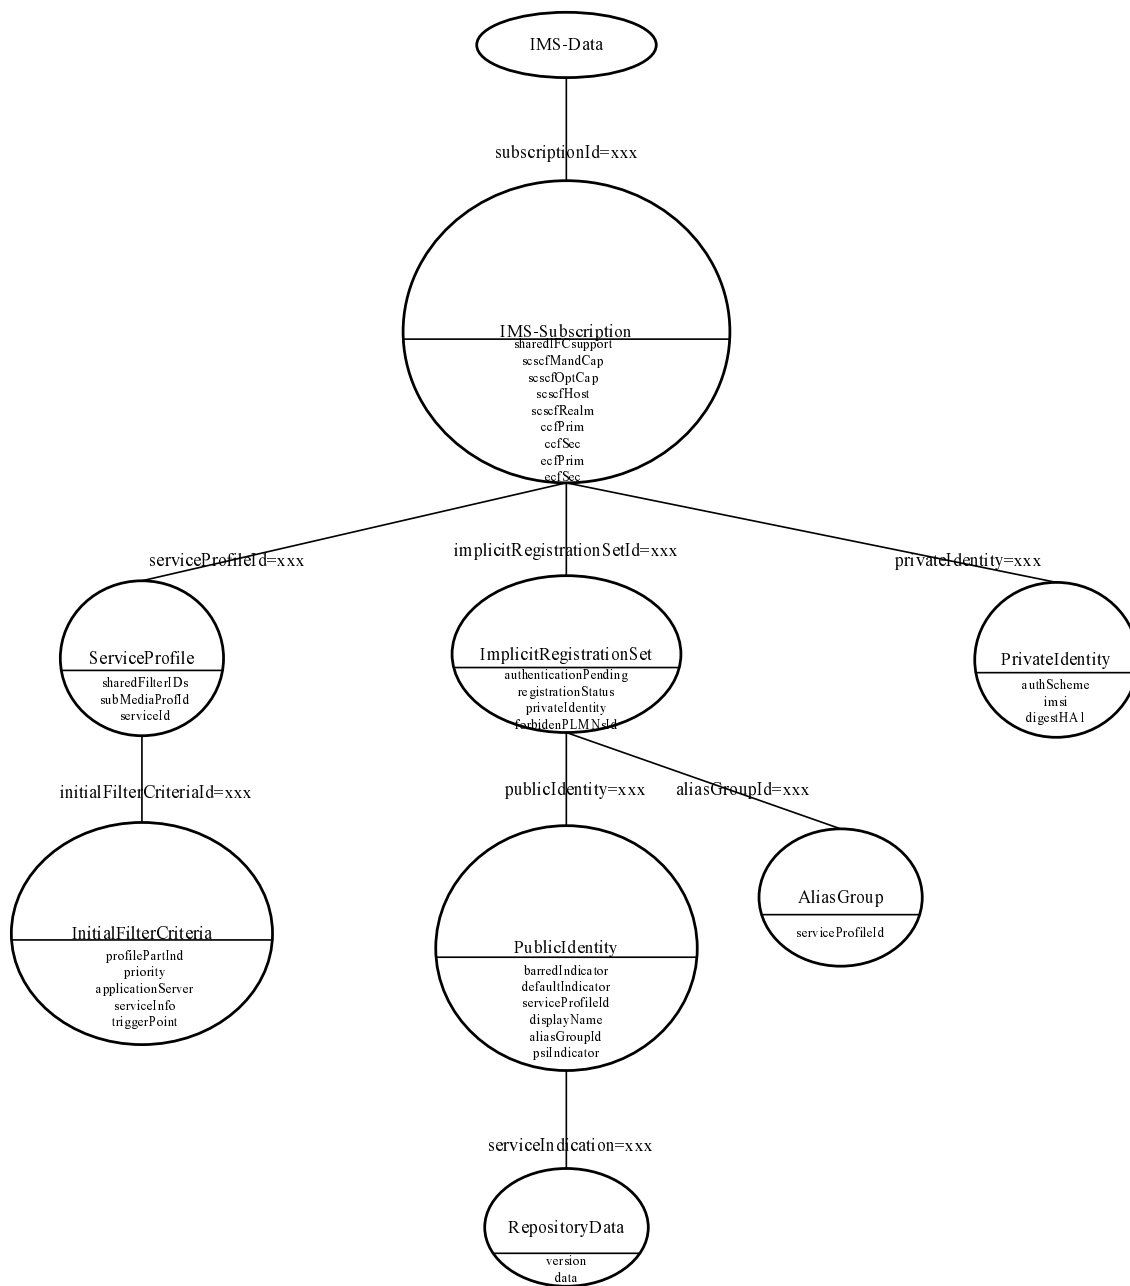 IMS-Data
subscriptionId=xxx
IMS-Subscription
sharedIFCsupport
scscfMandCap
scscfOptCap
scscfHost
scscfRealm
ccfPrim
ccfSec
ecfPrim
ecfSec
serviceProfileId=xxx
implicitRegistrationSetId=xxx
privateIdentity=xxx
ServiceProfile
sharedFilterIDs
subMediaProfId
serviceId
ImplicitRegistrationSet
authenticationPending
registrationStatus
privateIdentity
forbidenPLMNsId
PrivateIdentity
authScheme
imsi
digestHA1
initialFilterCriteriaId=xxx
publicIdentity=xxx
aliasGroupId=xxx
InitialFilterCriteria
profilePartInd
priority
applicationServer
serviceInfo
triggerPoint
PublicIdentity
barredIndicator
defaultIndicator
serviceProfileId
displayName
aliasGroupId
psiIndicator
AliasGroup
serviceProfileId
serviceIndication=xxx
RepositoryData
version
data